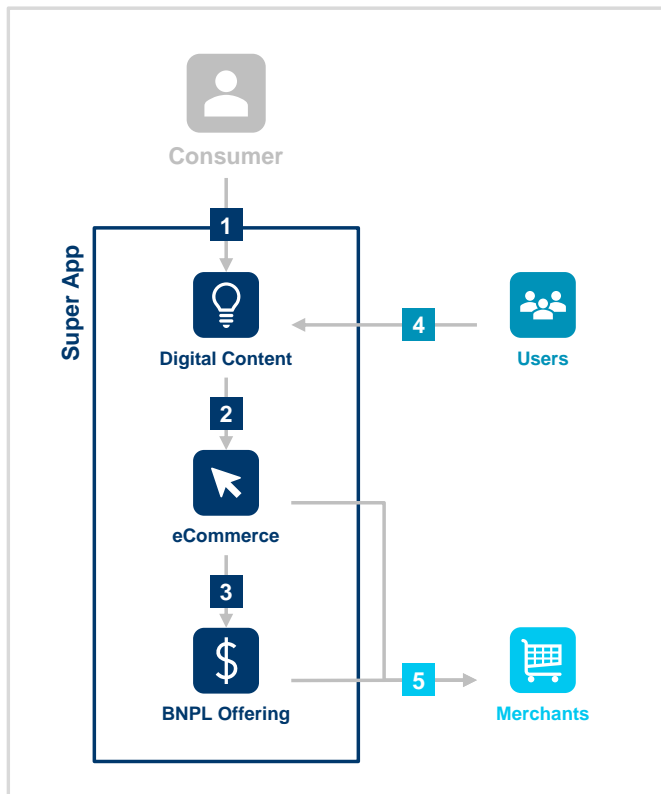 Consumer
1
Super App
Digital Content
4
Users
2
eCommerce
3
$
BNPL Offering
5
Merchants